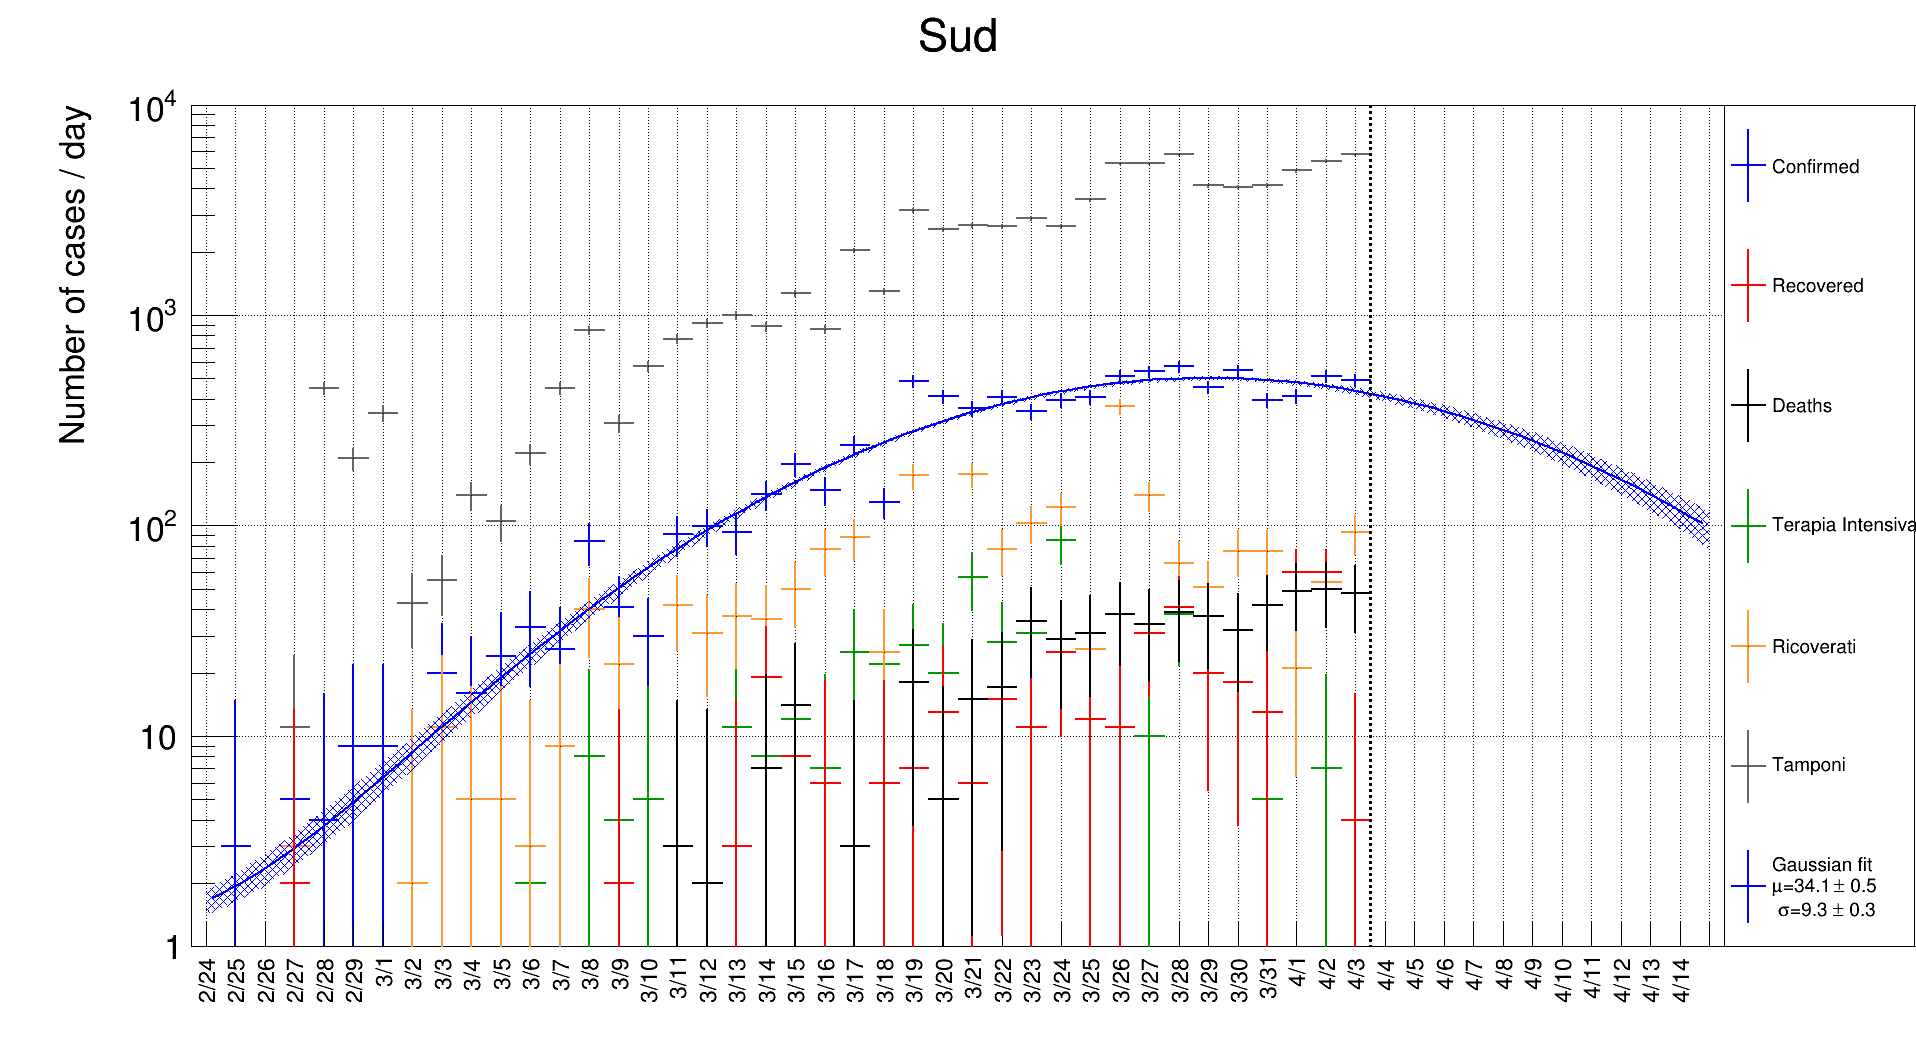 Sud
Number of cases / day
10^4
10^3
10^2
10
1
2/24 2/25 2/26 2/27 2/28 2/29 3/1 3/2 3/3 3/4 3/5 3/6 3/7 3/8 3/9 3/10 3/11 3/12 3/13 3/14 3/15 3/16 3/17 3/18 3/19 3/20 3/21 3/22 3/23 3/24 3/25 3/26 3/27 3/28 3/29 3/30 3/31 4/1 4/2 4/3 4/4 4/5 4/6 4/7 4/8 4/9 4/10 4/11 4/12 4/13 4/14
Confirmed
Recovered
Deaths
Terapia Intensiva
Ricoverati
Tamponi
Gaussian fit
μ=34.1 ± 0.5
σ=9.3 ± 0.3